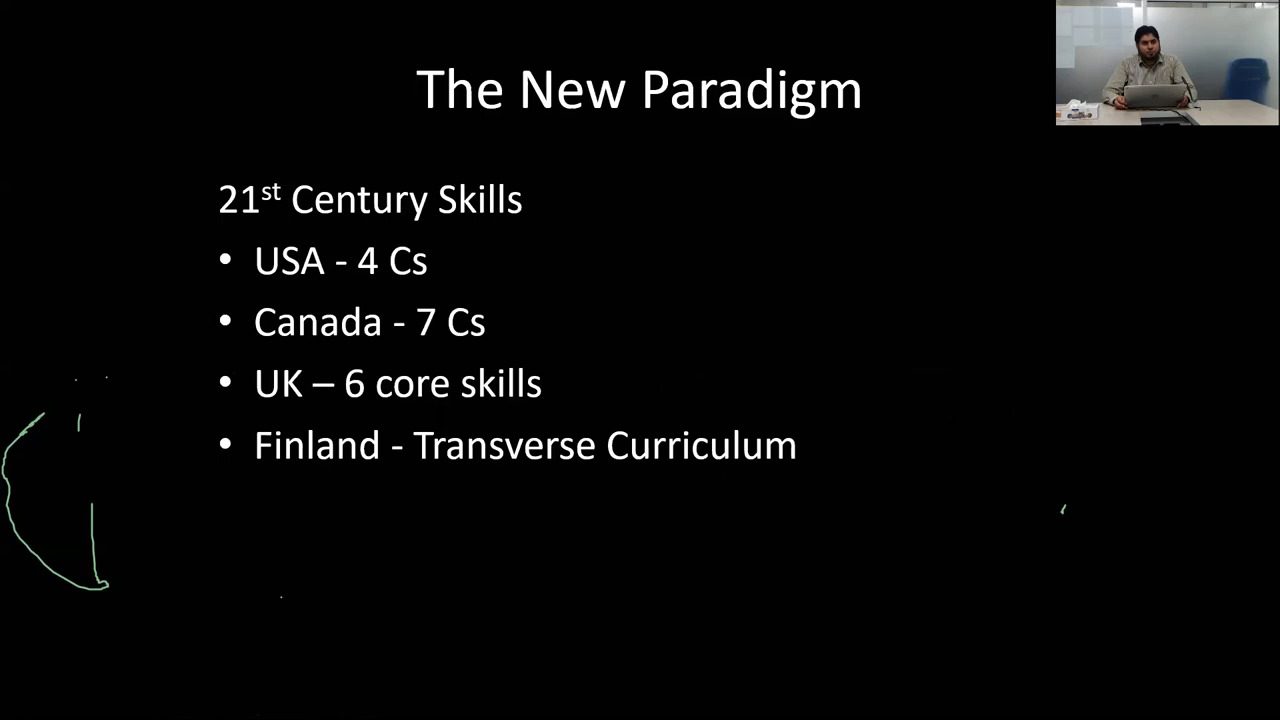 The New Paradigm
21st Century Skills
• USA - 4 Cs
• Canada - 7 Cs
• UK – 6 core skills
• Finland - Transverse Curriculum